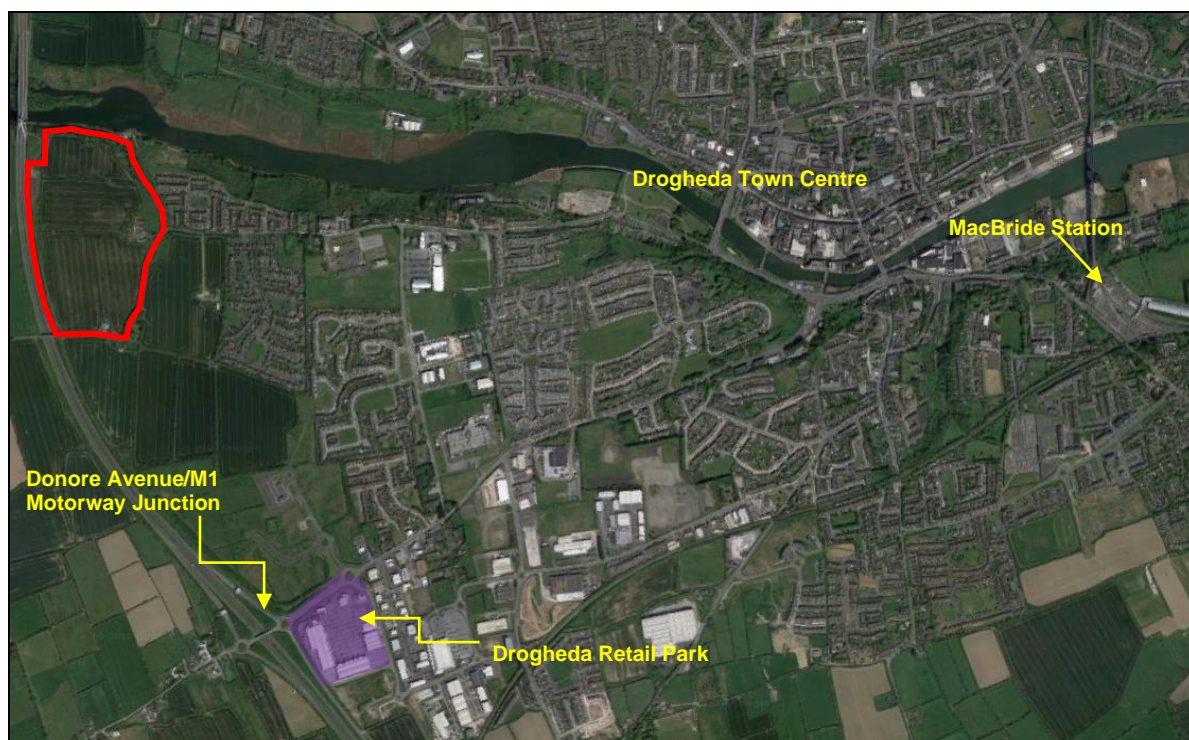 Drogheda Town Centre
MacBride Station
Donore Avenue/M1
Motorway Junction
Drogheda Retail Park